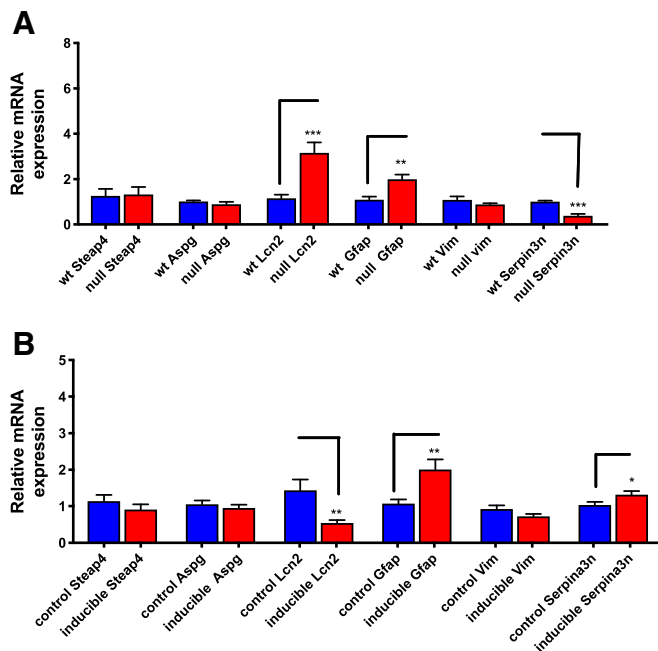 A
Relative mRNA
expression
8
6
4
2
0
***
**
***
wt Steap4
null Steap4
wt Aspg
null Aspg
wt Lcn2
null Lcn2
wt Gfap
null Gfap
wt Vim
null vim
wt Serpin3n
null Serpin3n
B
Relative mRNA
expression
5
4
3
2
1
0
**
**
*
control Steap4
inducible Steap4
control Aspg
inducible Aspg
control Lcn2
inducible Lcn2
control Gfap
inducible Gfap
control Vim
inducible Vim
control Serpina3n
inducible Serpina3n